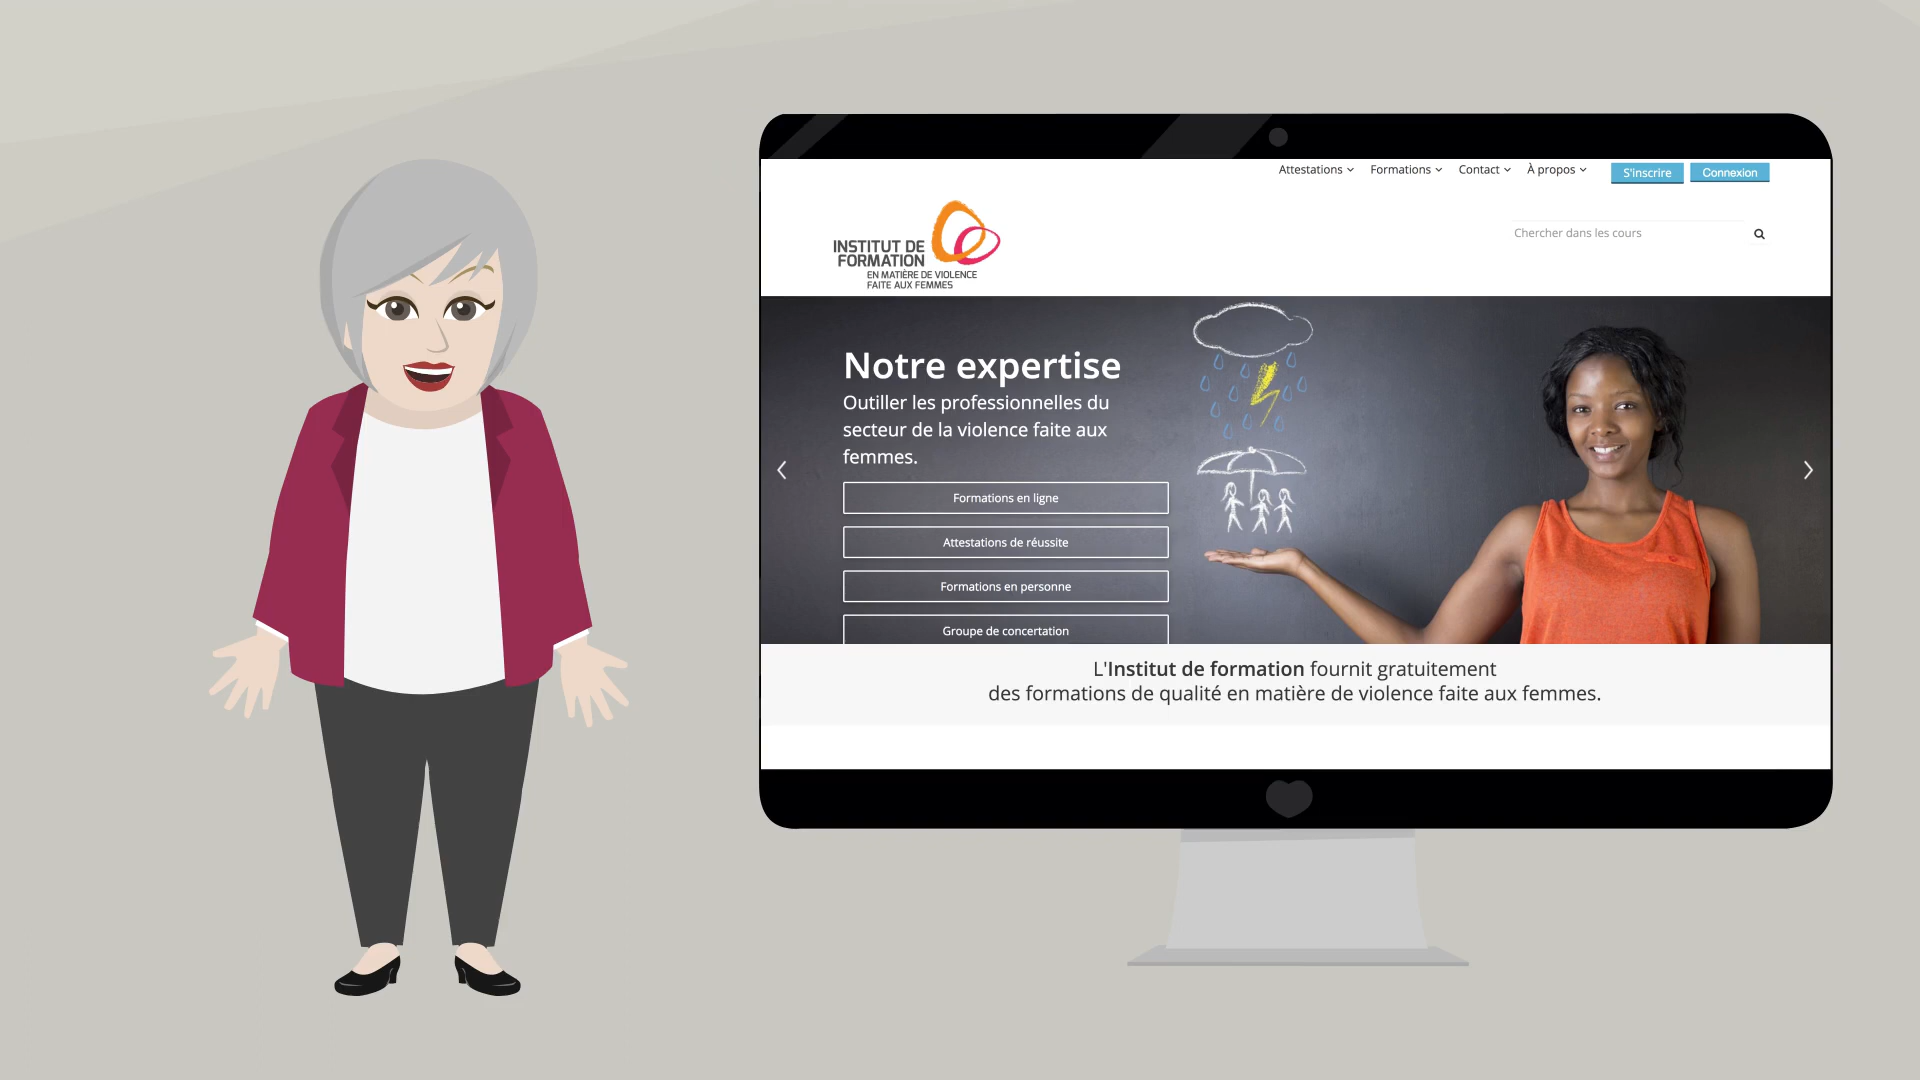 Attestations Formations Contact À propos S'inscrire Connexion
Chercher dans les cours
INSTITUT DE
FORMATION
EN MATIÈRE DE VIOLENCE
FAITE AUX FEMMES
Notre expertise
Outiller les professionnelles du
secteur de la violence faite aux
femmes.
Formations en ligne
Attestations de réussite
Formations en personne
Groupe de concertation
L'Institut de formation fournit gratuitement
des formations de qualité en matière de violence faite aux femmes.